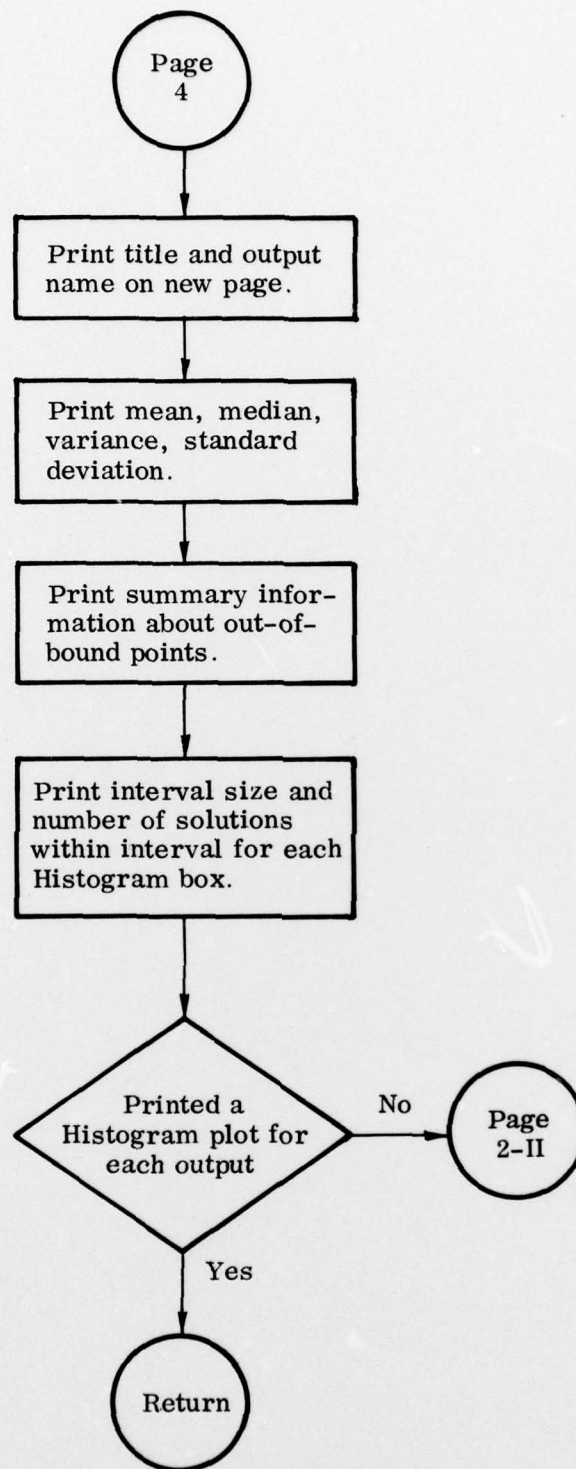 Page
4
Print title and output
name on new page.
Print mean, median,
variance, standard
deviation.
Print summary infor-
mation about out-of-
bound points.
Print interval size and
number of solutions
within interval for each
Histogram box.
Printed a
Histogram plot for
each output
No
Page
2-II
Yes
Return